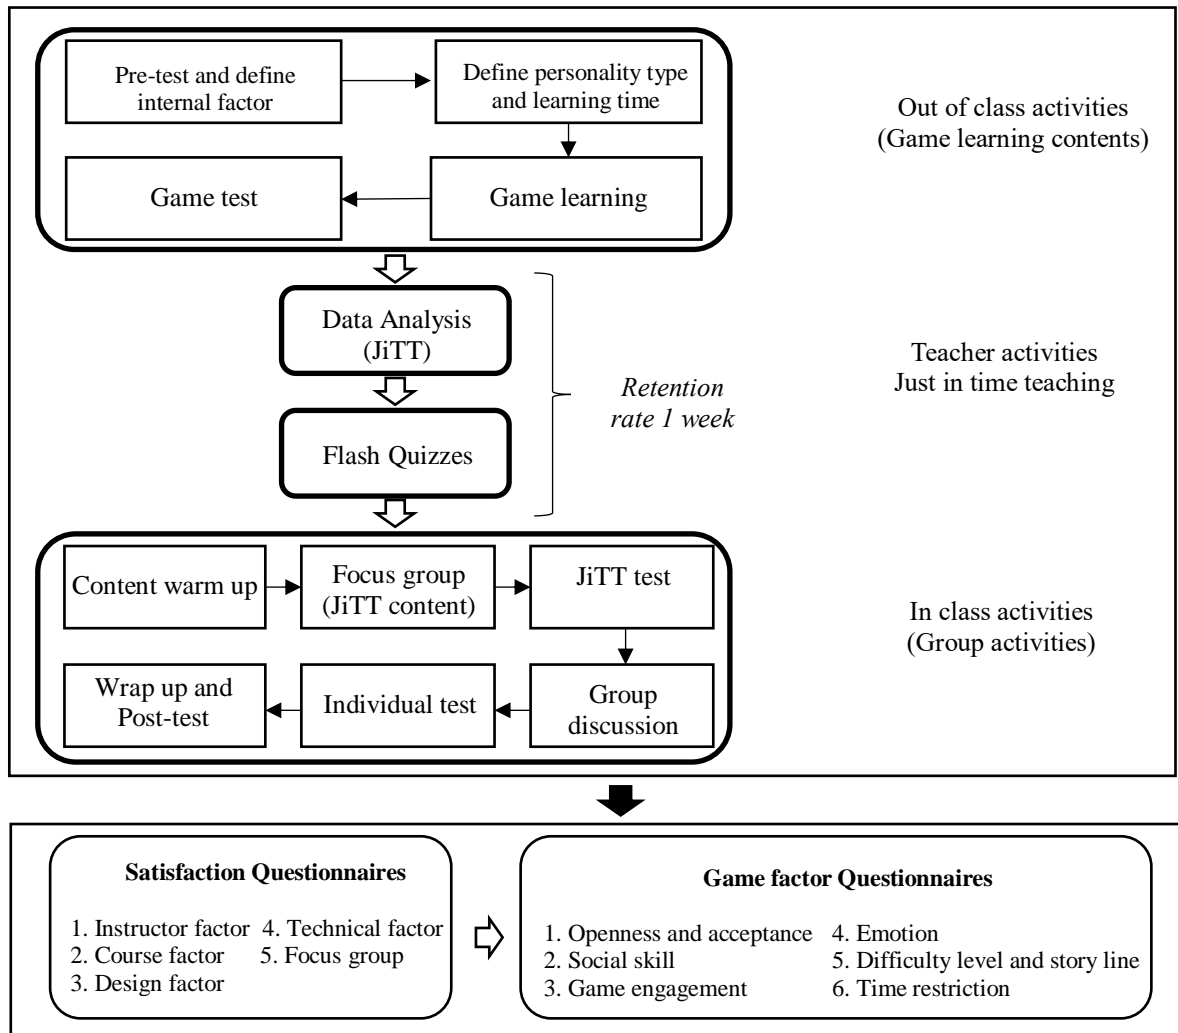 Pre-test and define
internal factor
Define personality type
and learning time
Out of class activities
(Game learning contents)
Game test
Game learning
Data Analysis
(JiTT)
Teacher activities
Just in time teaching
Retention
rate 1 week
Flash Quizzes
Content warm up
Focus group
(JiTT content)
JiTT test
In class activities
(Group activities)
Wrap up and
Post-test
Individual test
Group
discussion
Satisfaction Questionnaires
1. Instructor factor
2. Course factor
3. Design factor
4. Technical factor
5. Focus group
Game factor Questionnaires
1. Openness and acceptance
2. Social skill
3. Game engagement
4. Emotion
5. Difficulty level and story line
6. Time restriction